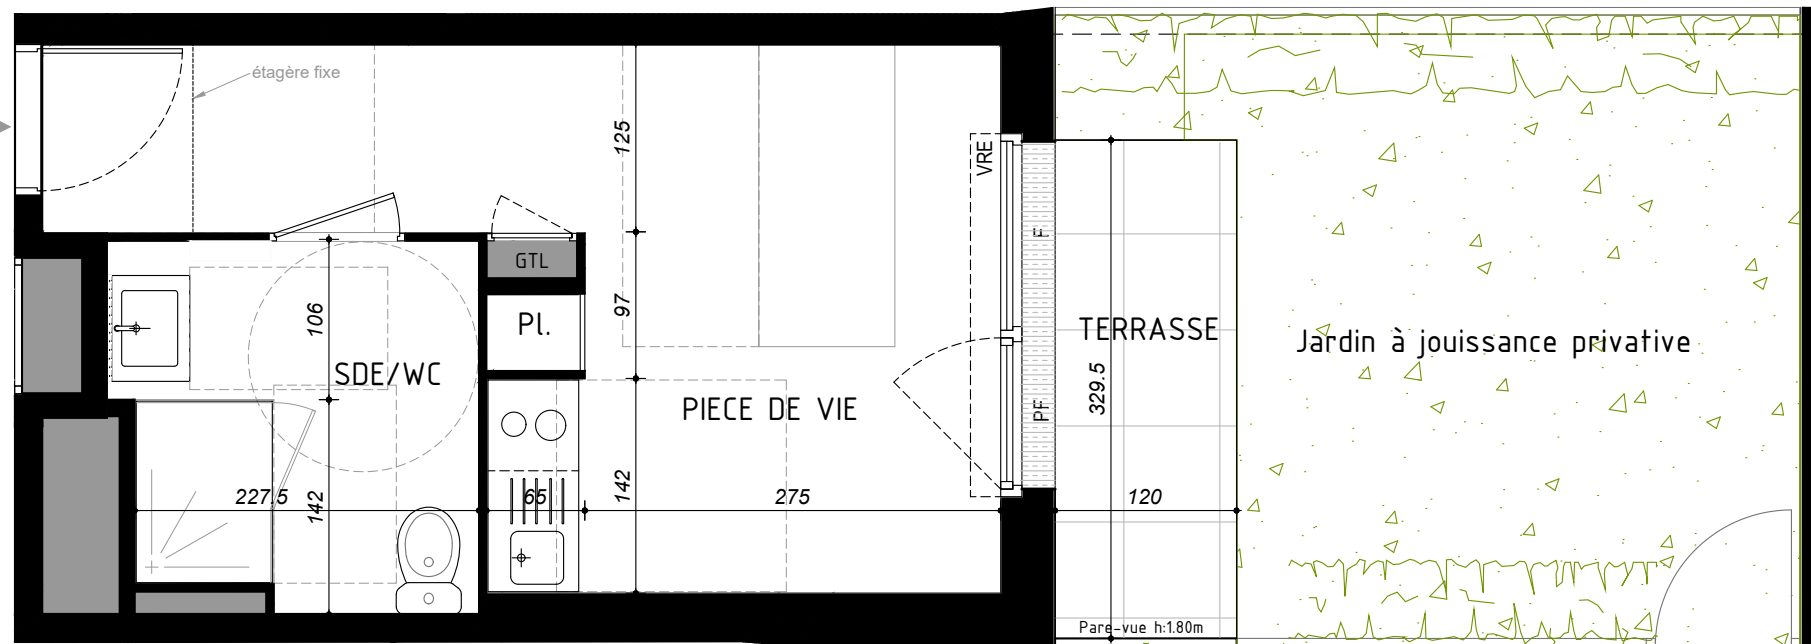 étagère fixe
125
VRE
GTL
F
106
97
Pl.
TERRASSE
Jardin à jouissance privative
SDE/WC
PIECE DE VIE
329.5
PF
227.5
142
65
142
275
120
Pare-vue h:1.80m